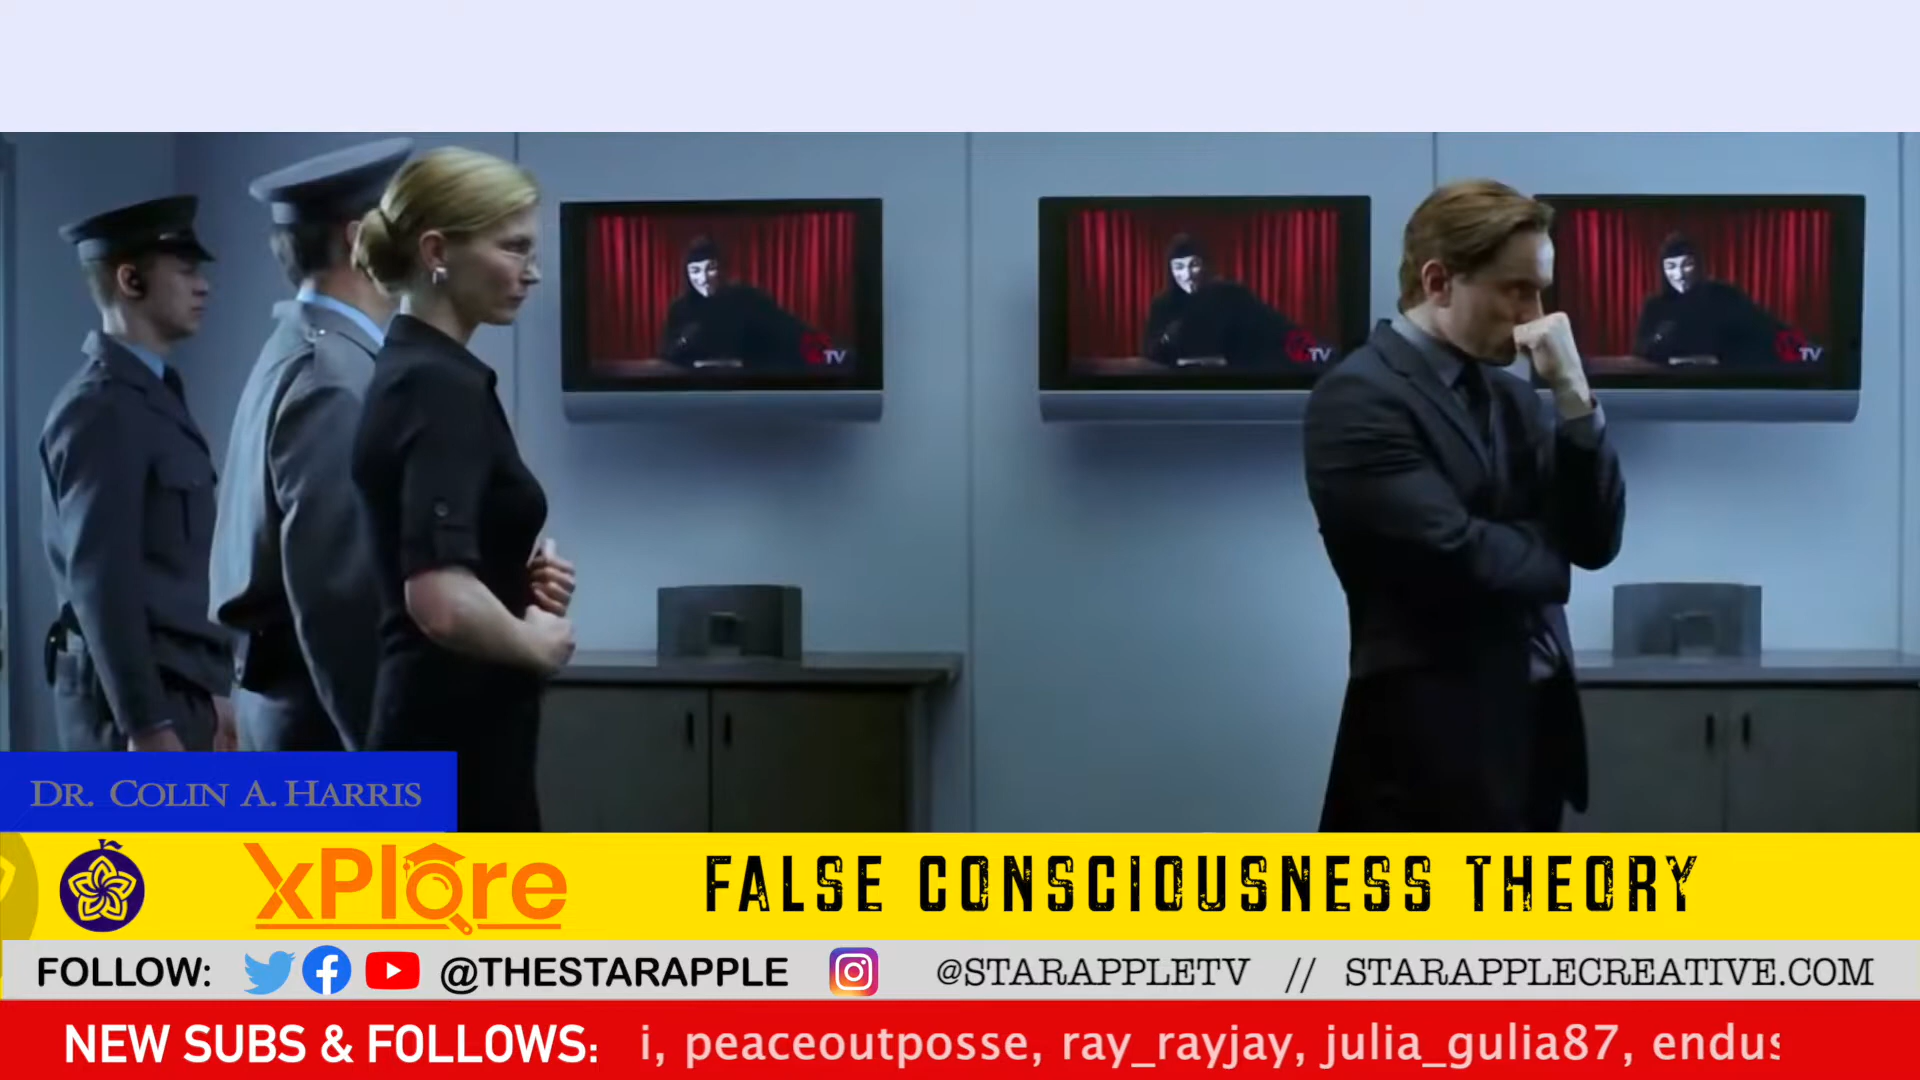 TV
TV
TV
DR. COLIN A. HARRIS
xPlore
FALSE CONSCIOUSNESS THEORY
FOLLOW: @THESTARAPPLE @STARAPPLETV // STARAPPLECREATIVE.COM
NEW SUBS & FOLLOWS: i, peaceoutposse, ray_rayjay, julia_gulia87, endus